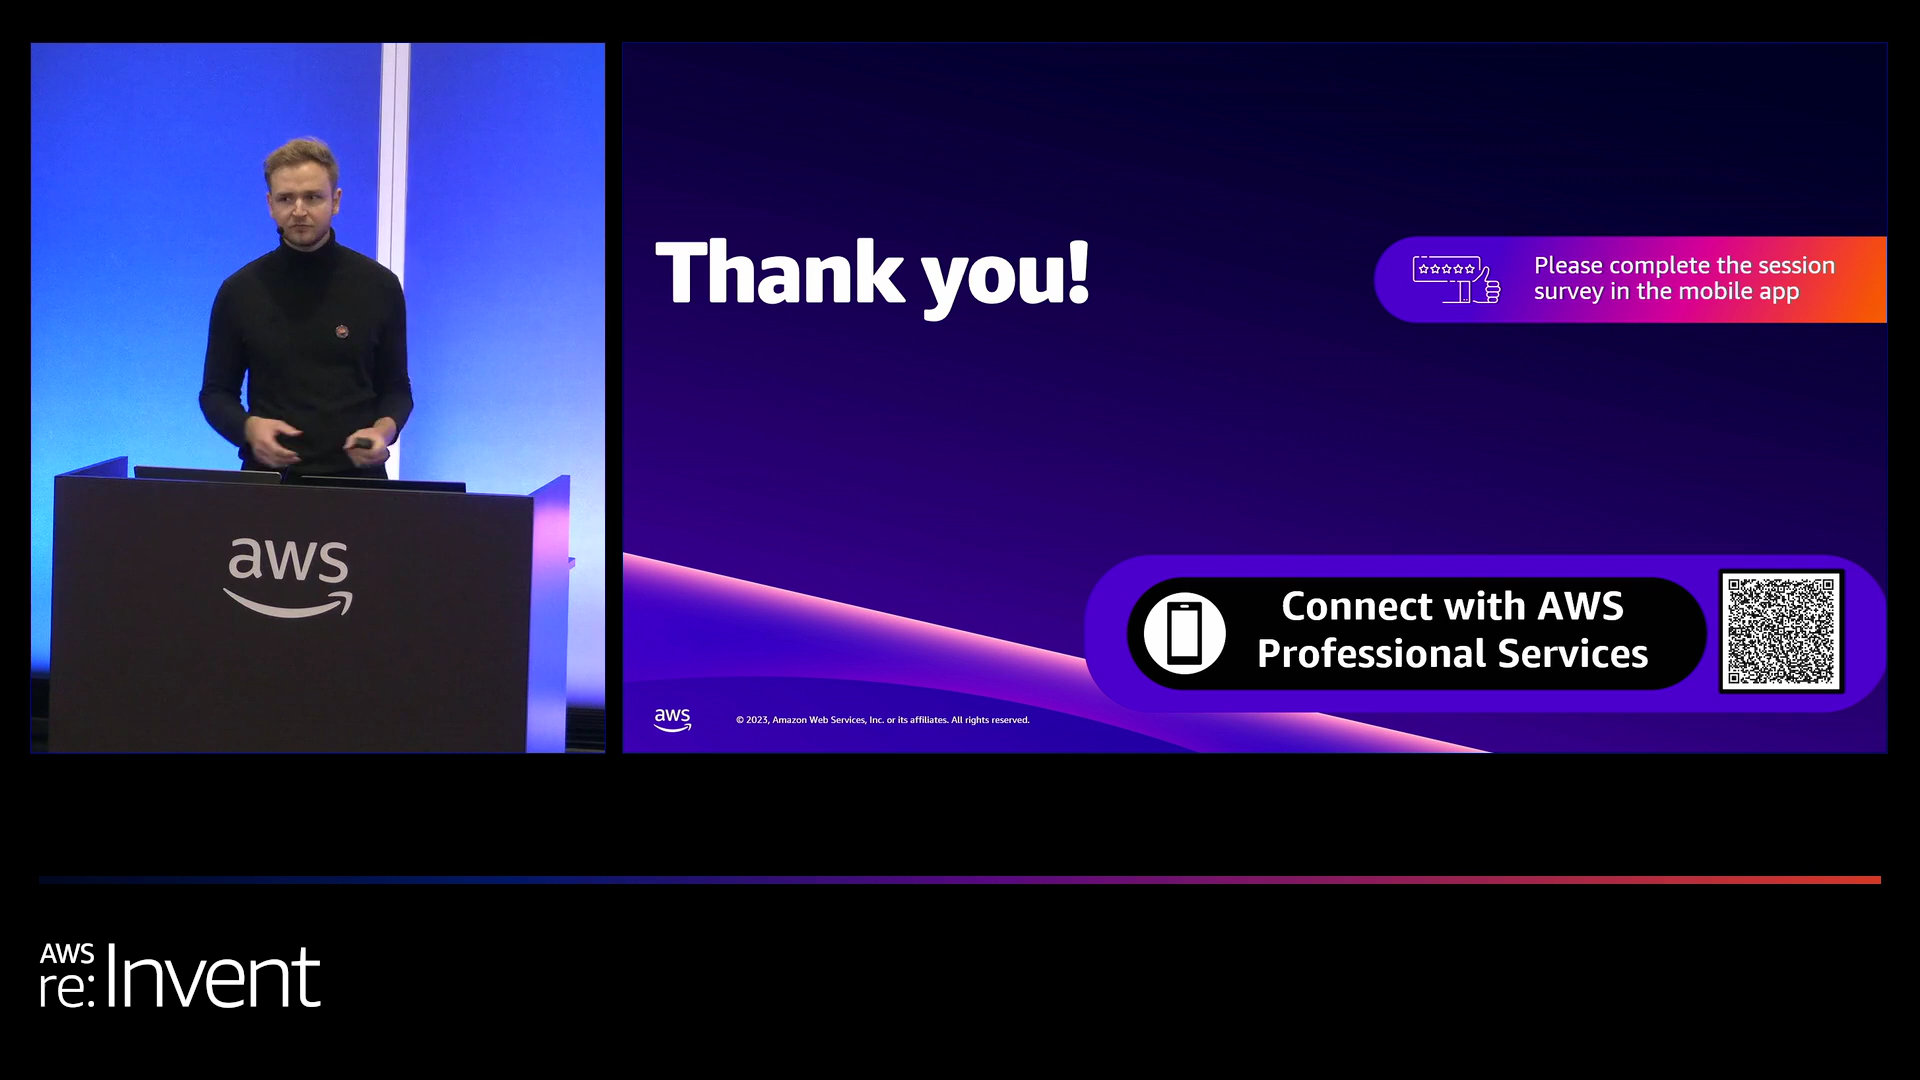 aws
Thank you!
Please complete the session
survey in the mobile app
Connect with AWS
Professional Services
aws
© 2023, Amazon Web Services, Inc. or its affiliates. All rights reserved.
AWS
re:Invent